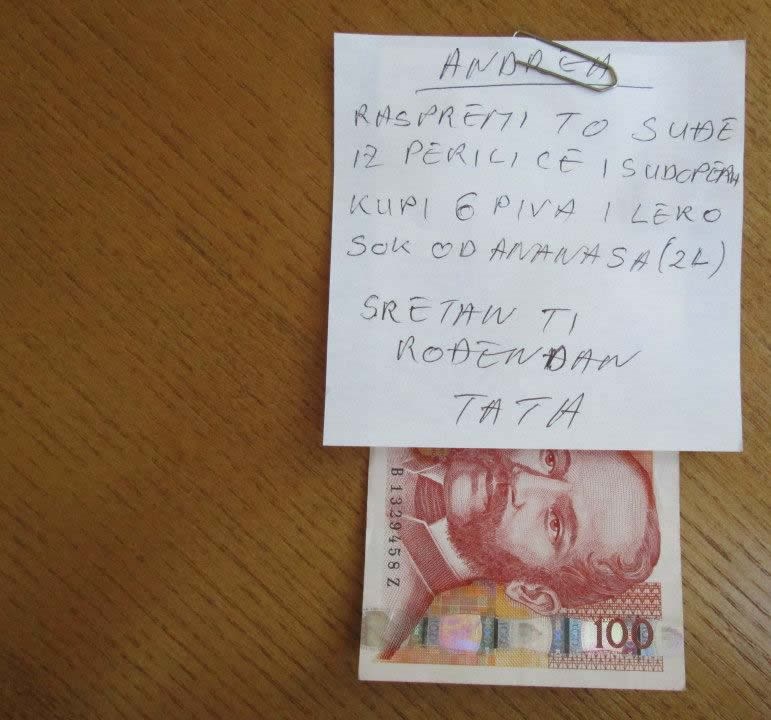 ANDREA
RASPREMI TO SUĐE
IZ PERILICE I SUDOPERA
KUPI 6 PIVA I LERO
SOK OD ANANASA (2L)
SRETAN TI
ROĐENDAN
TATA
B1329458Z
100